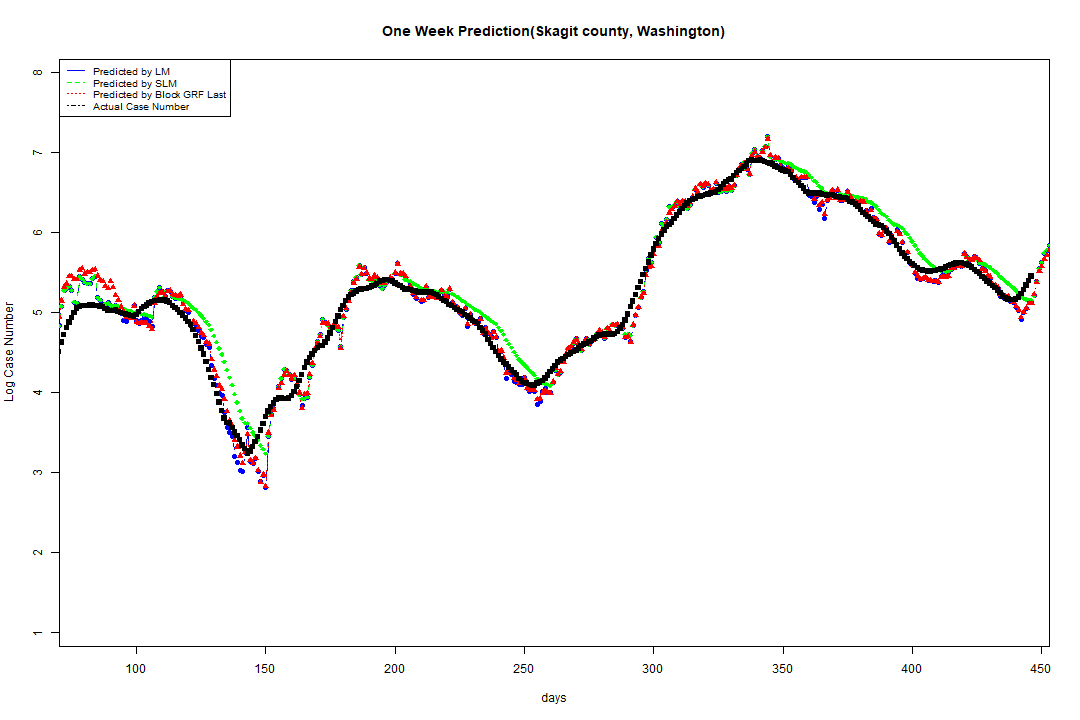 One Week Prediction(Skagit county, Washington)
Predicted by LM
Predicted by SLM
Predicted by Block GRF Last
Actual Case Number
8
7
6
5
4
3
2
1
Log Case Number
100 150 200 250 300 350 400 450
days